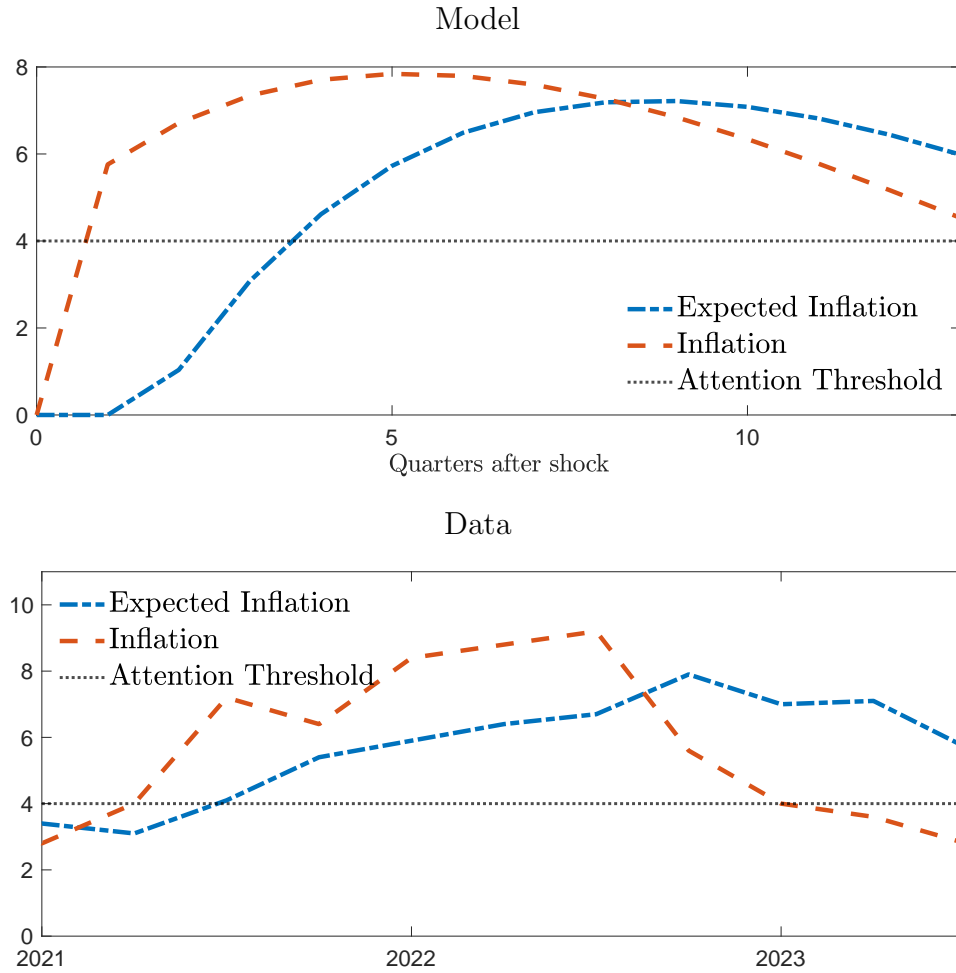 Model
8
6
4
2
0
Expected Inflation
Inflation
Attention Threshold
0 5 10
Quarters after shock
Data
10
8
6
4
2
0
Expected Inflation
Inflation
Attention Threshold
2021 2022 2023